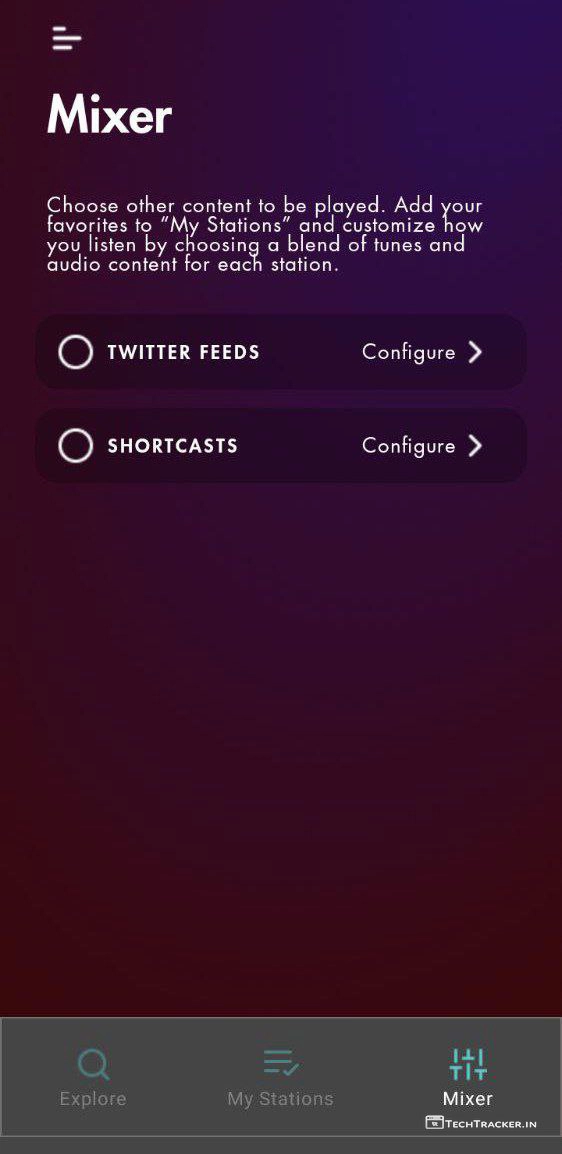 Mixer
Choose other content to be played. Add your
favorites to “My Stations” and customize how
you listen by choosing a blend of tunes and
audio content for each station.
TWITTER FEEDS Configure
SHORTCASTS Configure
Explore My Stations Mixer
TECHTRACKER.IN